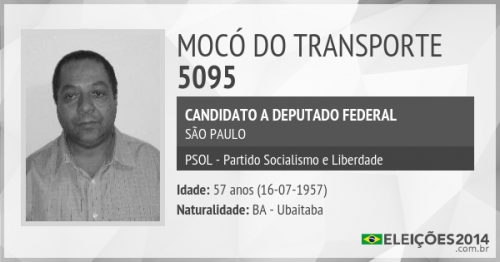 MOCÓ DO TRANSPORTE
5095
CANDIDATO A DEPUTADO FEDERAL
SÃO PAULO
PSOL - Partido Socialismo e Liberdade
Idade: 57 anos (16-07-1957)
Naturalidade: BA - Ubaitaba
ELEIÇÕES2014
.com.br